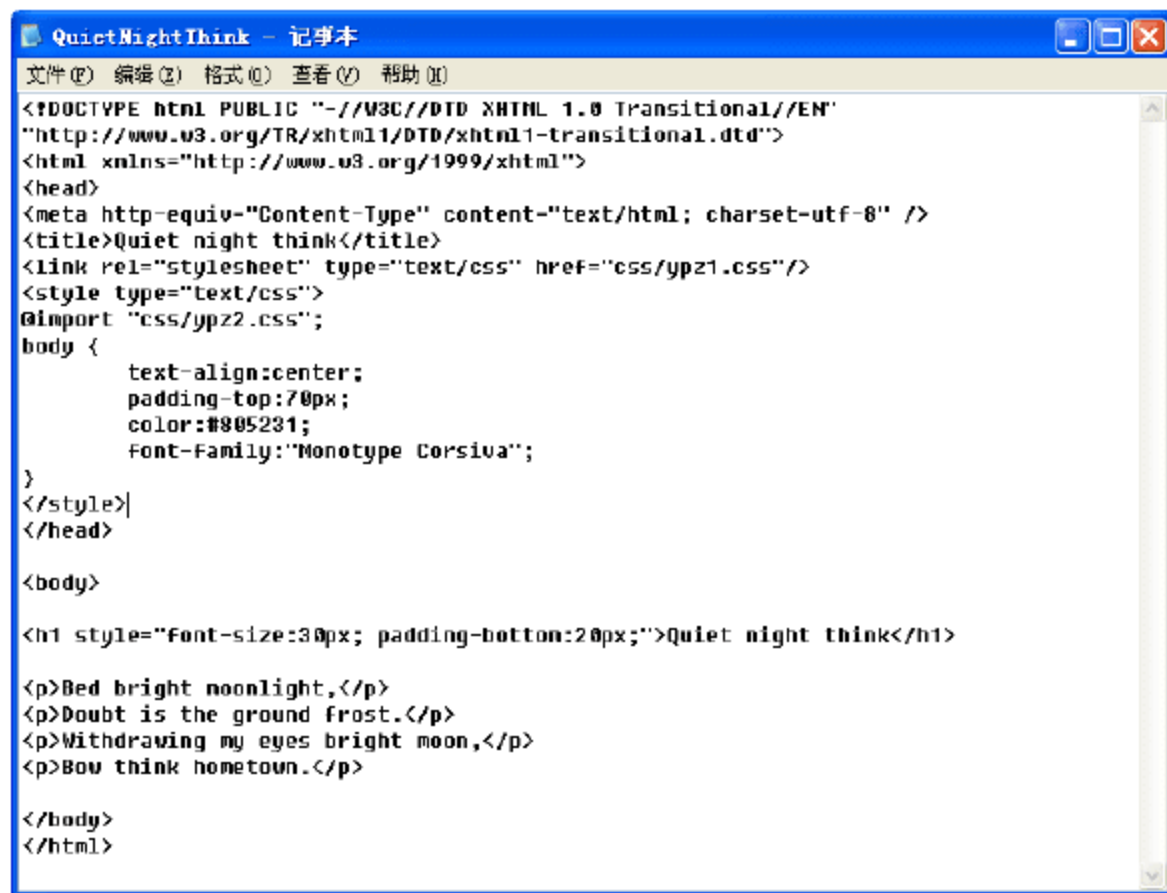 QuietNightThink - 记事本
文件(F) 编辑(E) 格式(O) 查看(V) 帮助(H)
<!DOCTYPE html PUBLIC "-//W3C//DTD XHTML 1.0 Transitional//EN"
"http://www.w3.org/TR/xhtml1/DTD/xhtml1-transitional.dtd">
<html xmlns="http://www.w3.org/1999/xhtml">
<head>
<meta http-equiv="Content-Type" content="text/html; charset=utf-8" />
<title>Quiet night think</title>
<link rel="stylesheet" type="text/css" href="css/ypz1.css"/>
<style type="text/css">
@import "css/ypz2.css";
body {
text-align:center;
padding-top:70px;
color:#805231;
font-family:"Monotype Corsiva";
}
</style>
</head>
<body>
<h1 style="font-size:30px; padding-bottom:20px;">Quiet night think</h1>
<p>Bed bright moonlight,</p>
<p>Doubt is the ground frost.</p>
<p>Withdrawing my eyes bright moon,</p>
<p>Bow think hometown.</p>
</body>
</html>